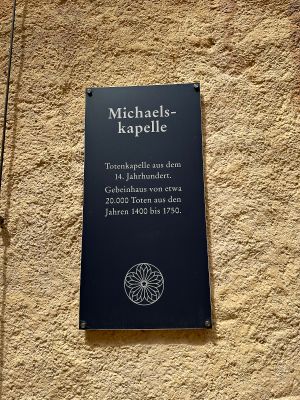 Michaels-
kapelle
Totenkapelle aus dem
14. Jahrhundert.
Gebeinhaus von etwa
20.000 Toten aus den
Jahren 1400 bis 1750.